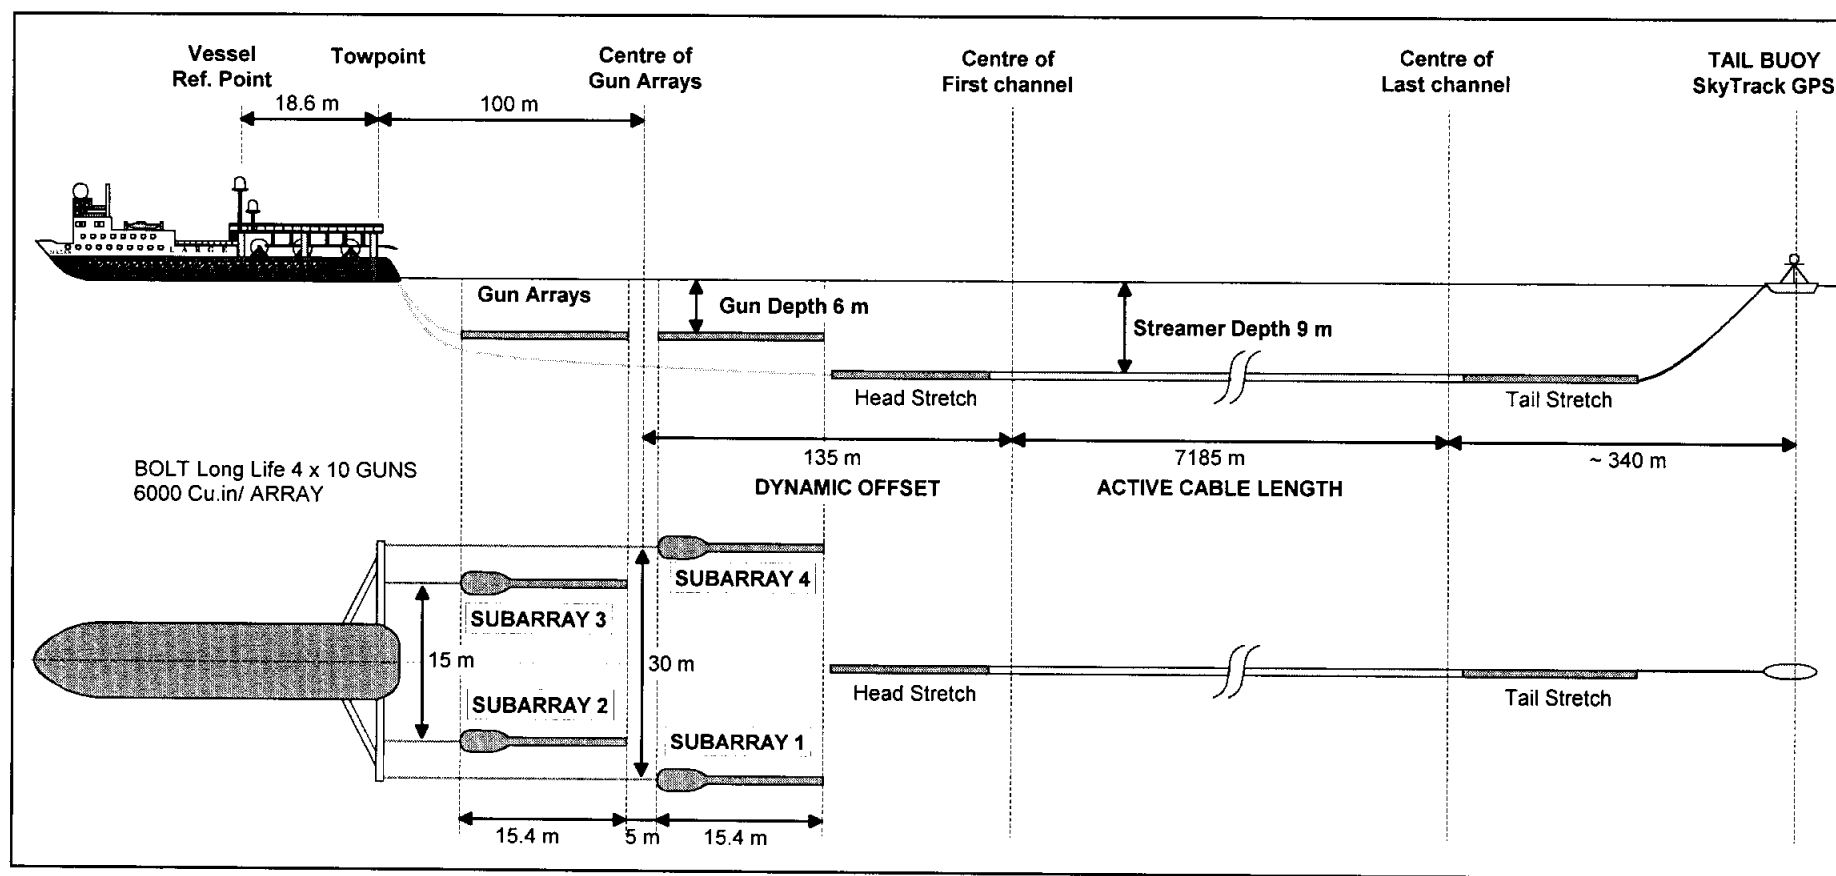 Vessel
Ref. Point
Towpoint
Centre of
Gun Arrays
Centre of
First channel
Centre of
Last channel
TAIL BUOY
SkyTrack GPS
18.6 m
100 m
L A R G E
Gun Arrays
Gun Depth 6 m
Streamer Depth 9 m
Head Stretch
Tail Stretch
135 m
7185 m
~ 340 m
DYNAMIC OFFSET
ACTIVE CABLE LENGTH
BOLT Long Life 4 x 10 GUNS
6000 Cu.in/ ARRAY
SUBARRAY 4
SUBARRAY 3
15 m
30 m
SUBARRAY 2
SUBARRAY 1
Head Stretch
Tail Stretch
15.4 m
5 m
15.4 m